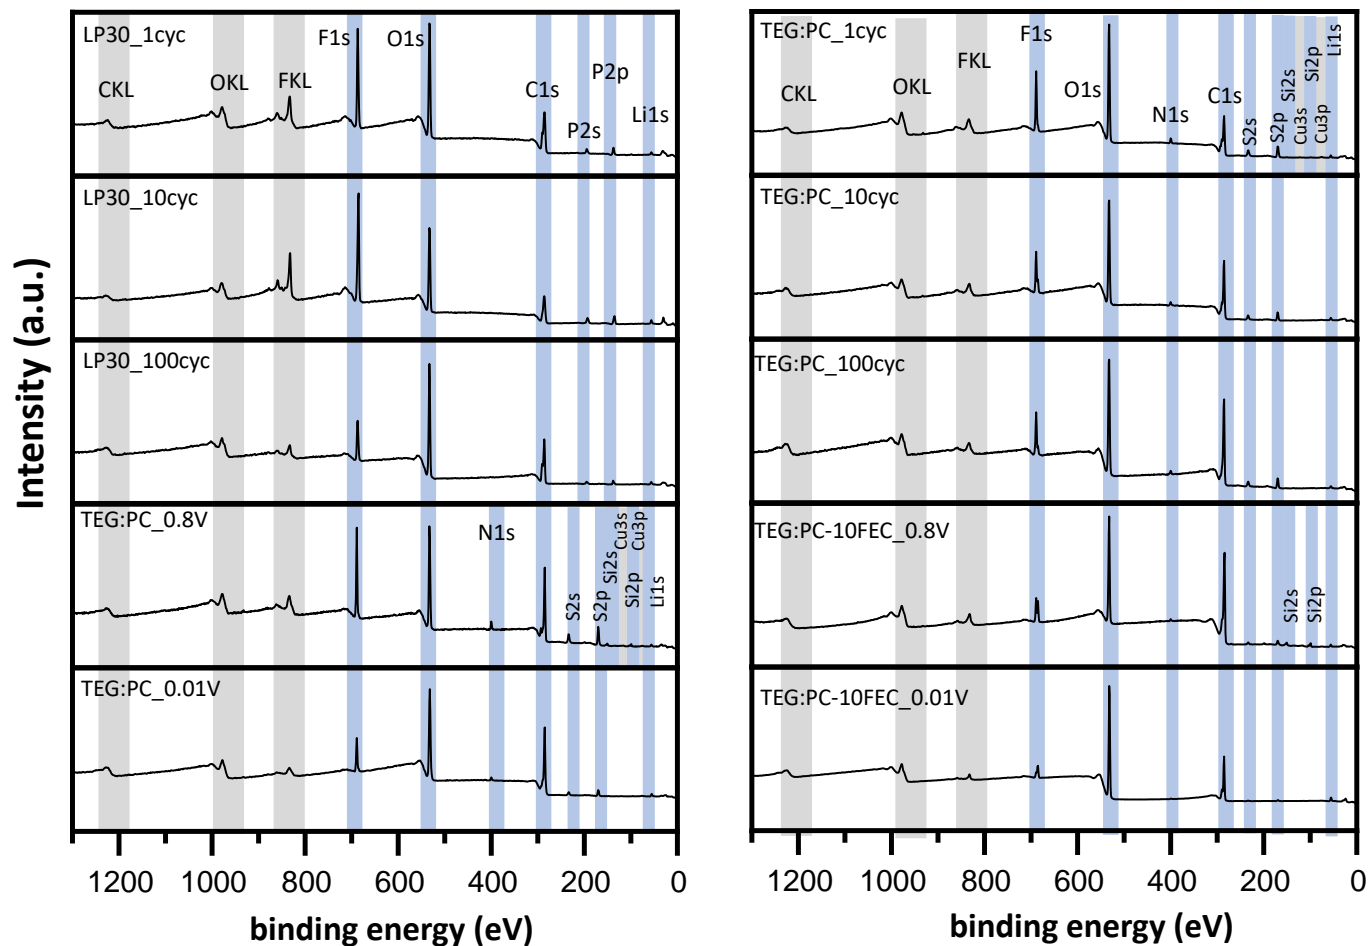 Intensity (a.u.)
LP30_1cyc
CKL
OKL
FKL
F1s
O1s
C1s
P2s
P2p
Li1s
LP30_10cyc
LP30_100cyc
TEG:PC_0.8V
N1s
S2s
S2p
Si2s
Cu3s
Si2p
Cu3p
Li1s
TEG:PC_0.01V
1200
1000
800
600
400
200
0
binding energy (eV)
TEG:PC_1cyc
CKL
OKL
FKL
F1s
O1s
N1s
C1s
S2s
S2p
Si2s
Cu3s
Si2p
Cu3p
Li1s
TEG:PC_10cyc
TEG:PC_100cyc
TEG:PC-10FEC_0.8V
Si2s
Si2p
TEG:PC-10FEC_0.01V
1200
1000
800
600
400
200
0
binding energy (eV)